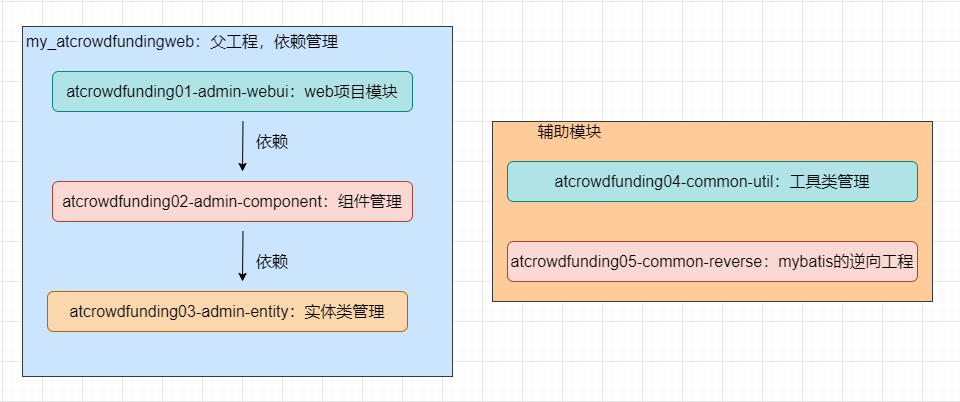 my_atcrowdfundingweb：父工程，依赖管理
atcrowdfunding01-admin-webui：web项目模块
依赖
atcrowdfunding02-admin-component：组件管理
依赖
atcrowdfunding03-admin-entity：实体类管理
辅助模块
atcrowdfunding04-common-util：工具类管理
atcrowdfunding05-common-reverse：mybatis的逆向工程